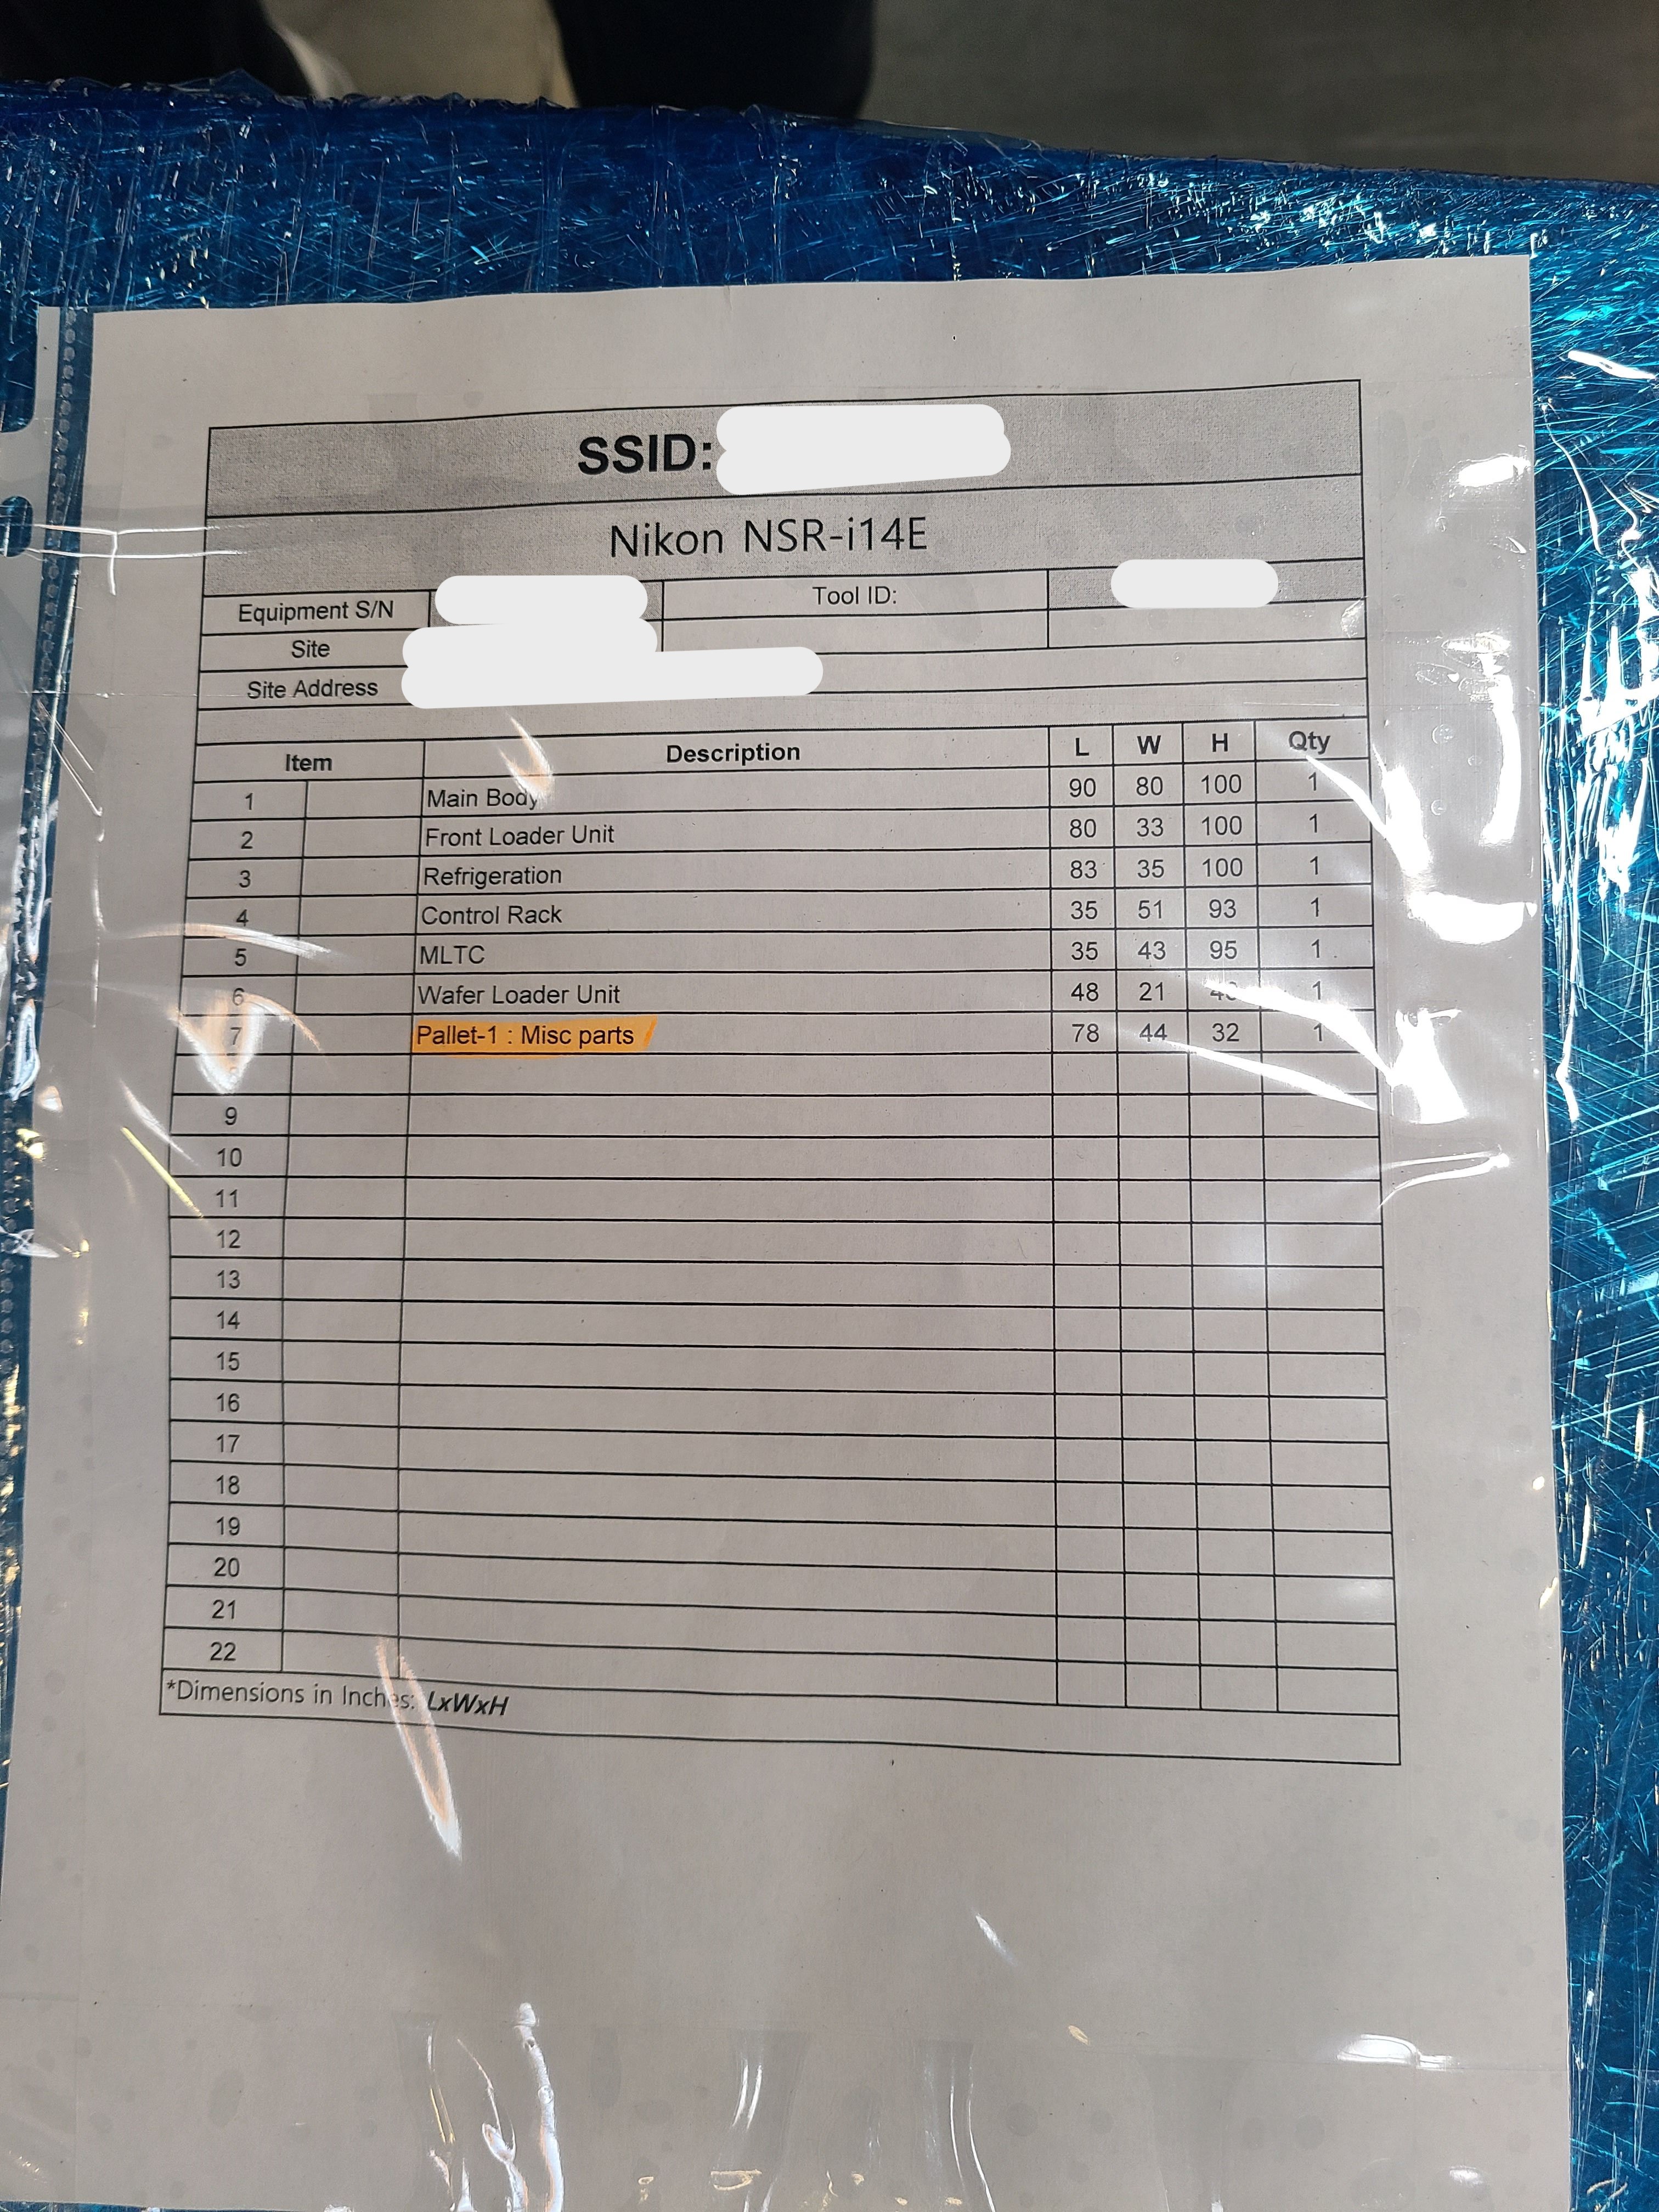 SSID:
Nikon NSR-i14E
Equipment S/N Tool ID:
Site
Site Address
Item Description L W H Qty
1 Main Body 90 80 100 1
2 Front Loader Unit 80 33 100 1
3 Refrigeration 83 35 100 1
4 Control Rack 35 51 93 1
5 MLTC 35 43 95 1
6 Wafer Loader Unit 48 21 1
7 Pallet-1 : Misc parts 78 44 32 1
9
10
11
12
13
14
15
16
17
18
19
20
21
22
*Dimensions in Inches: LxWxH